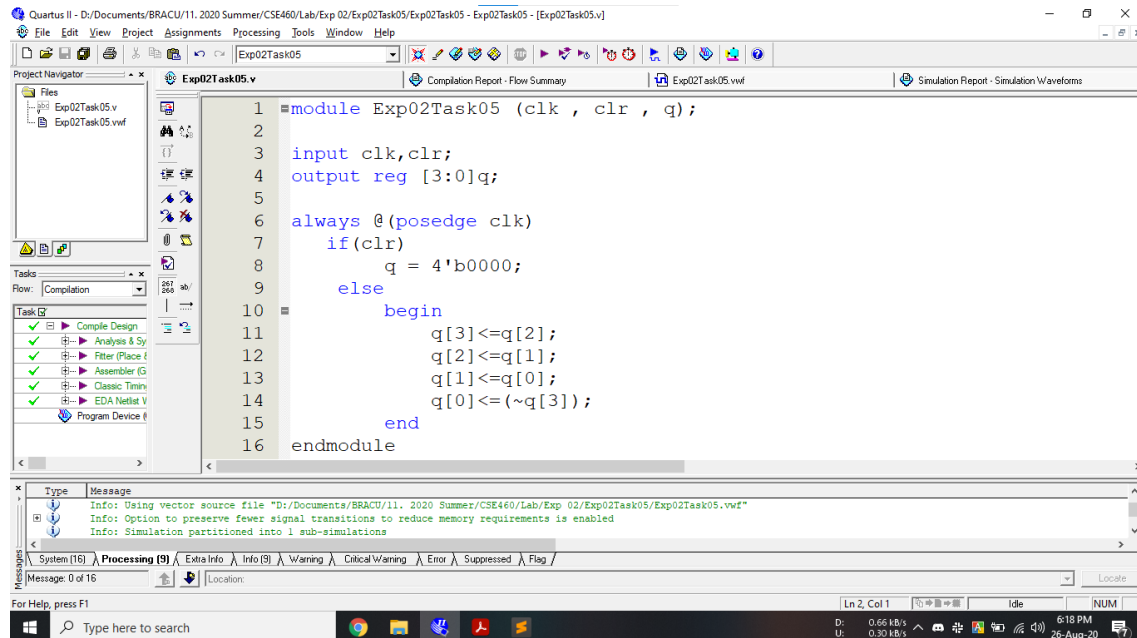 Quartus II - D:/Documents/BRACU/11. 2020 Summer/CSE460/Lab/Exp 02/Exp02Task05/Exp02Task05 - Exp02Task05 - [Exp02Task05.v]
File Edit View Project Assignments Processing Tools Window Help
Exp02Task05
Project Navigator
Files
Exp02Task05.v
Exp02Task05.vwf
Exp02Task05.v Compilation Report - Flow Summary Exp02Task05.vwf Simulation Report - Simulation Waveforms
1 module Exp02Task05 (clk , clr , q);
2
3 input clk,clr;
4 output reg [3:0]q;
5
6 always @(posedge clk)
7 if(clr)
8 q = 4'b0000;
9 else
10 begin
11 q[3]<=q[2];
12 q[2]<=q[1];
13 q[1]<=q[0];
14 q[0]<=(~q[3]);
15 end
16 endmodule
267
268 ab/
Tasks
Flow: Compilation
Task
Compile Design
Analysis & Sy
Fitter (Place &
Assembler (G
Classic Timin
EDA Netlist V
Program Device (
Type Message
Info: Using vector source file "D:/Documents/BRACU/11. 2020 Summer/CSE460/Lab/Exp 02/Exp02Task05/Exp02Task05.vwf"
Info: Option to preserve fewer signal transitions to reduce memory requirements is enabled
Info: Simulation partitioned into 1 sub-simulations
System (16) Processing (9) Extra Info Info (9) Warning Critical Warning Error Suppressed Flag
Messages
Message: 0 of 16 Location: Locate
For Help, press F1 Ln 2, Col 1 Idle NUM
Type here to search
D: 0.66 kB/s
U: 0.30 kB/s
6:18 PM
26-Aug-20